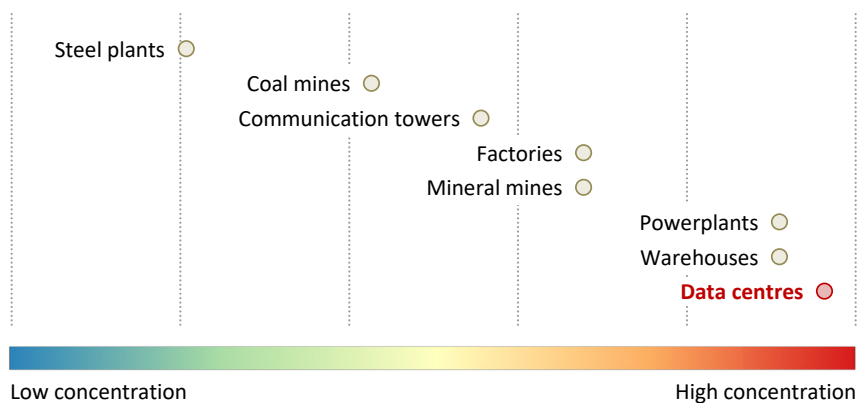 Steel plants
Coal mines
Communication towers
Factories
Mineral mines
Powerplants
Warehouses
Data centres
Low concentration
High concentration